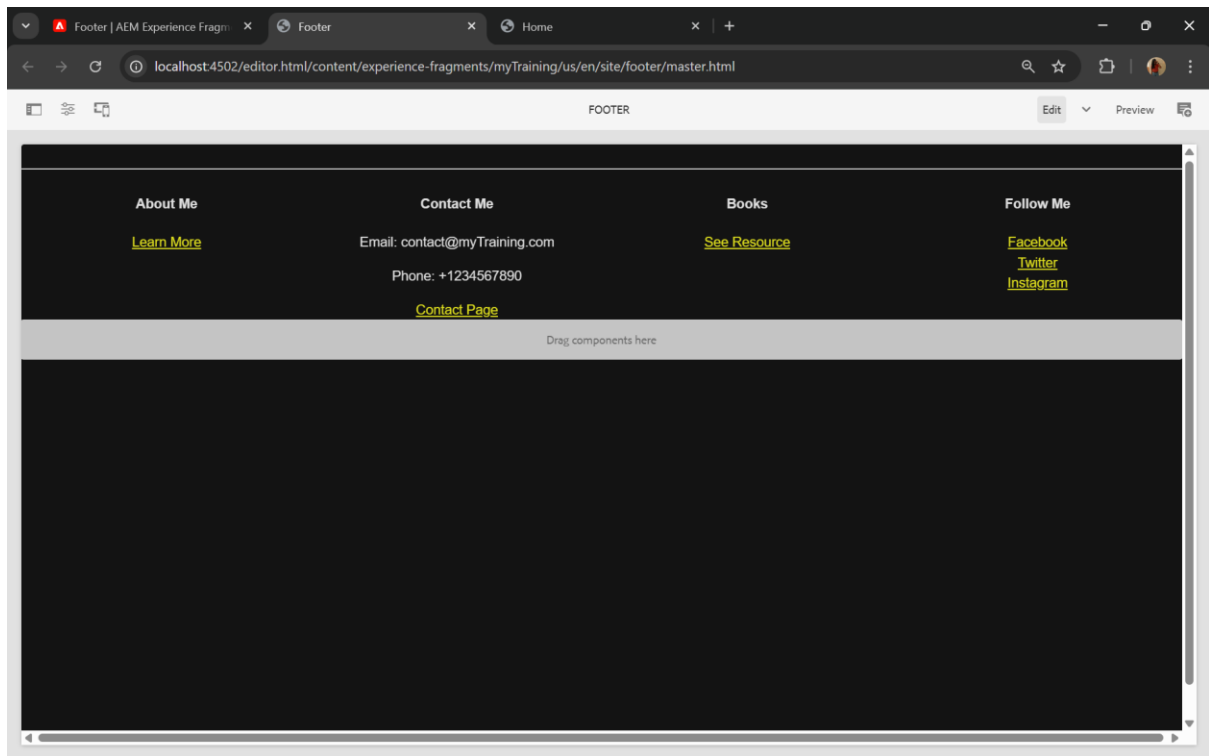 Footer | AEM Experience Fragm
Footer
Home
localhost:4502/editor.html/content/experience-fragments/myTraining/us/en/site/footer/master.html
FOOTER
Edit
Preview
About Me
Learn More
Contact Me
Email: contact@myTraining.com
Phone: +1234567890
Contact Page
Books
See Resource
Follow Me
Facebook
Twitter
Instagram
Drag components here